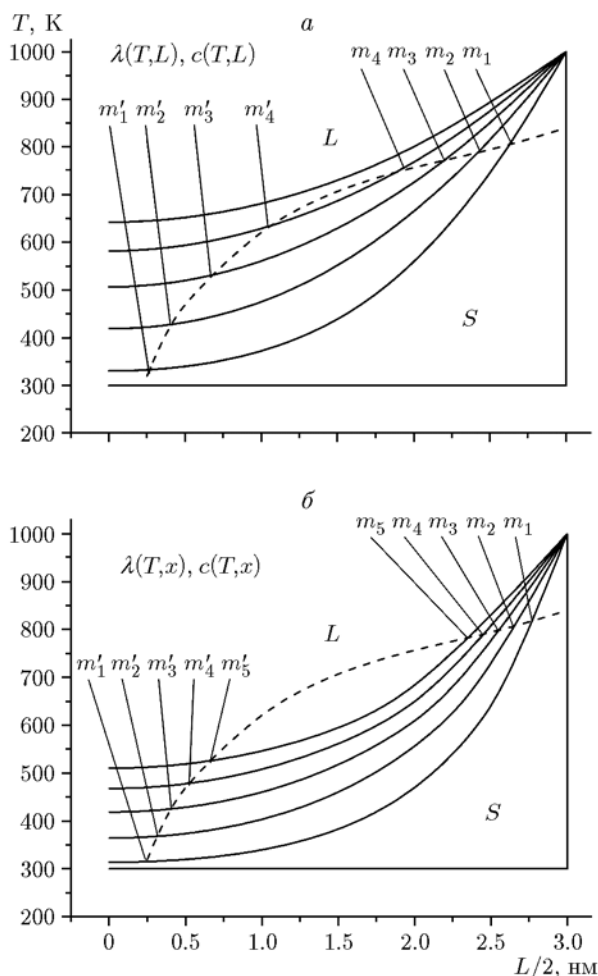 T, К
а
1000
λ(T,L), c(T,L)
m₄ m₃ m₂ m₁
900
m′₁ m′₂ m′₃ m′₄
L
800
700
600
500
S
400
300
200
б
1000
m₅ m₄ m₃ m₂ m₁
λ(T,x), c(T,x)
900
800
L
m′₁ m′₂ m′₃ m′₄ m′₅
700
600
500
S
400
300
200
0 0.5 1.0 1.5 2.0 2.5 3.0
L/2, нм